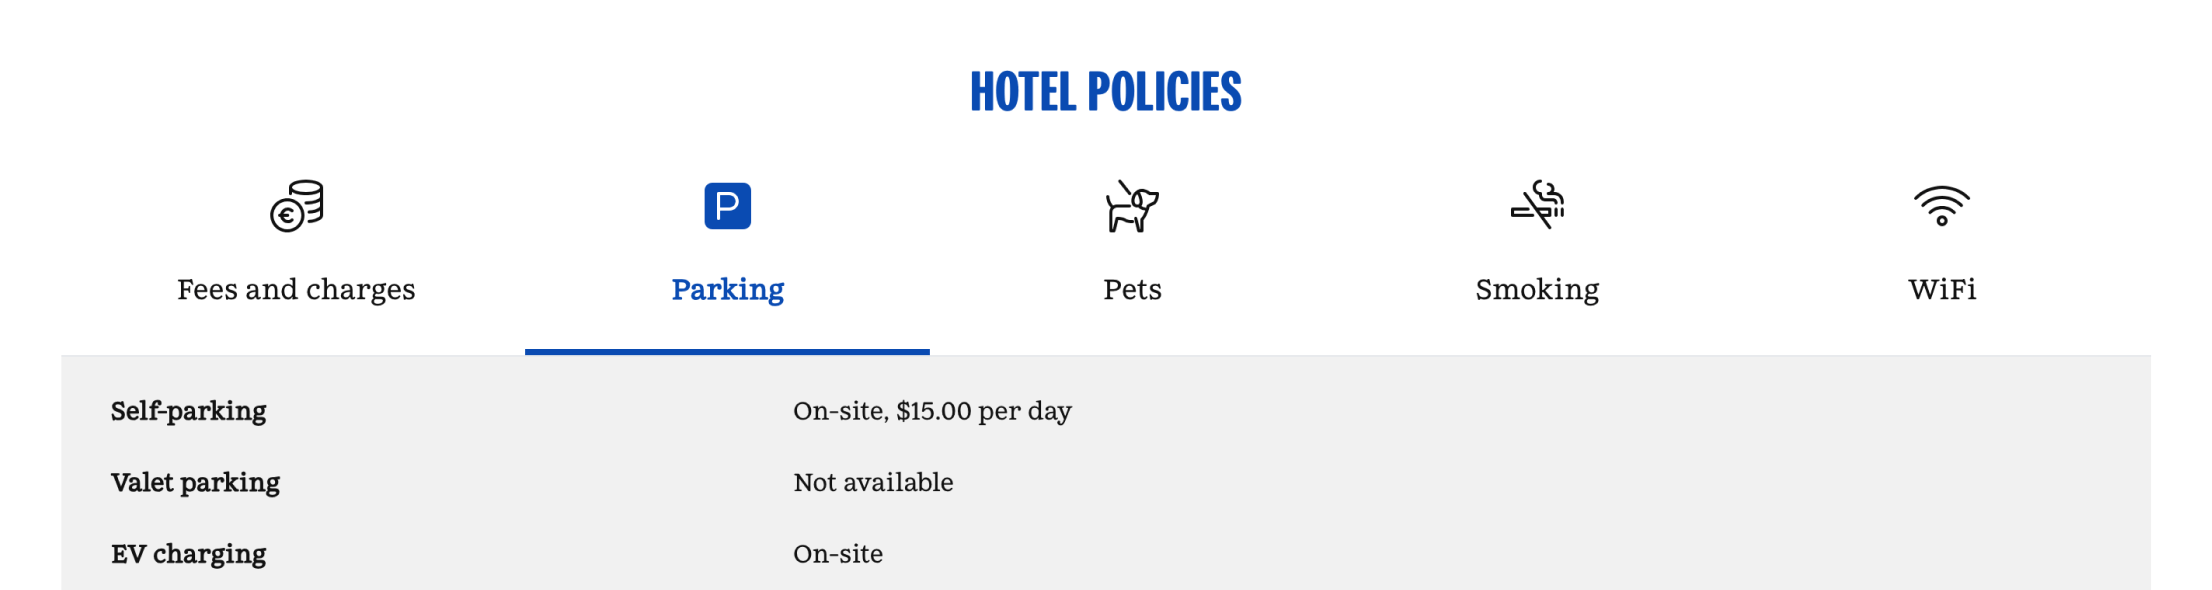 HOTEL POLICIES
€
P
Fees and charges
Parking
Pets
Smoking
WiFi
Self-parking On-site, $15.00 per day
Valet parking Not available
EV charging On-site